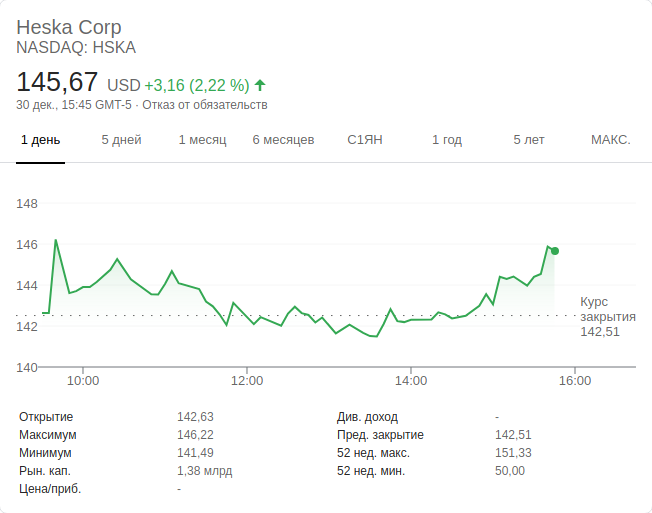 Heska Corp
NASDAQ: HSKA
145,67 USD +3,16 (2,22 %)
30 дек., 15:45 GMT-5 · Отказ от обязательств
1 день 5 дней 1 месяц 6 месяцев С1ЯН 1 год 5 лет МАКС.
148
146
144
142
140
Курс
закрытия
142,51
10:00 12:00 14:00 16:00
Открытие 142,63 Див. доход -
Максимум 146,22 Пред. закрытие 142,51
Минимум 141,49 52 нед. макс. 151,33
Рын. кап. 1,38 млрд 52 нед. мин. 50,00
Цена/приб. -